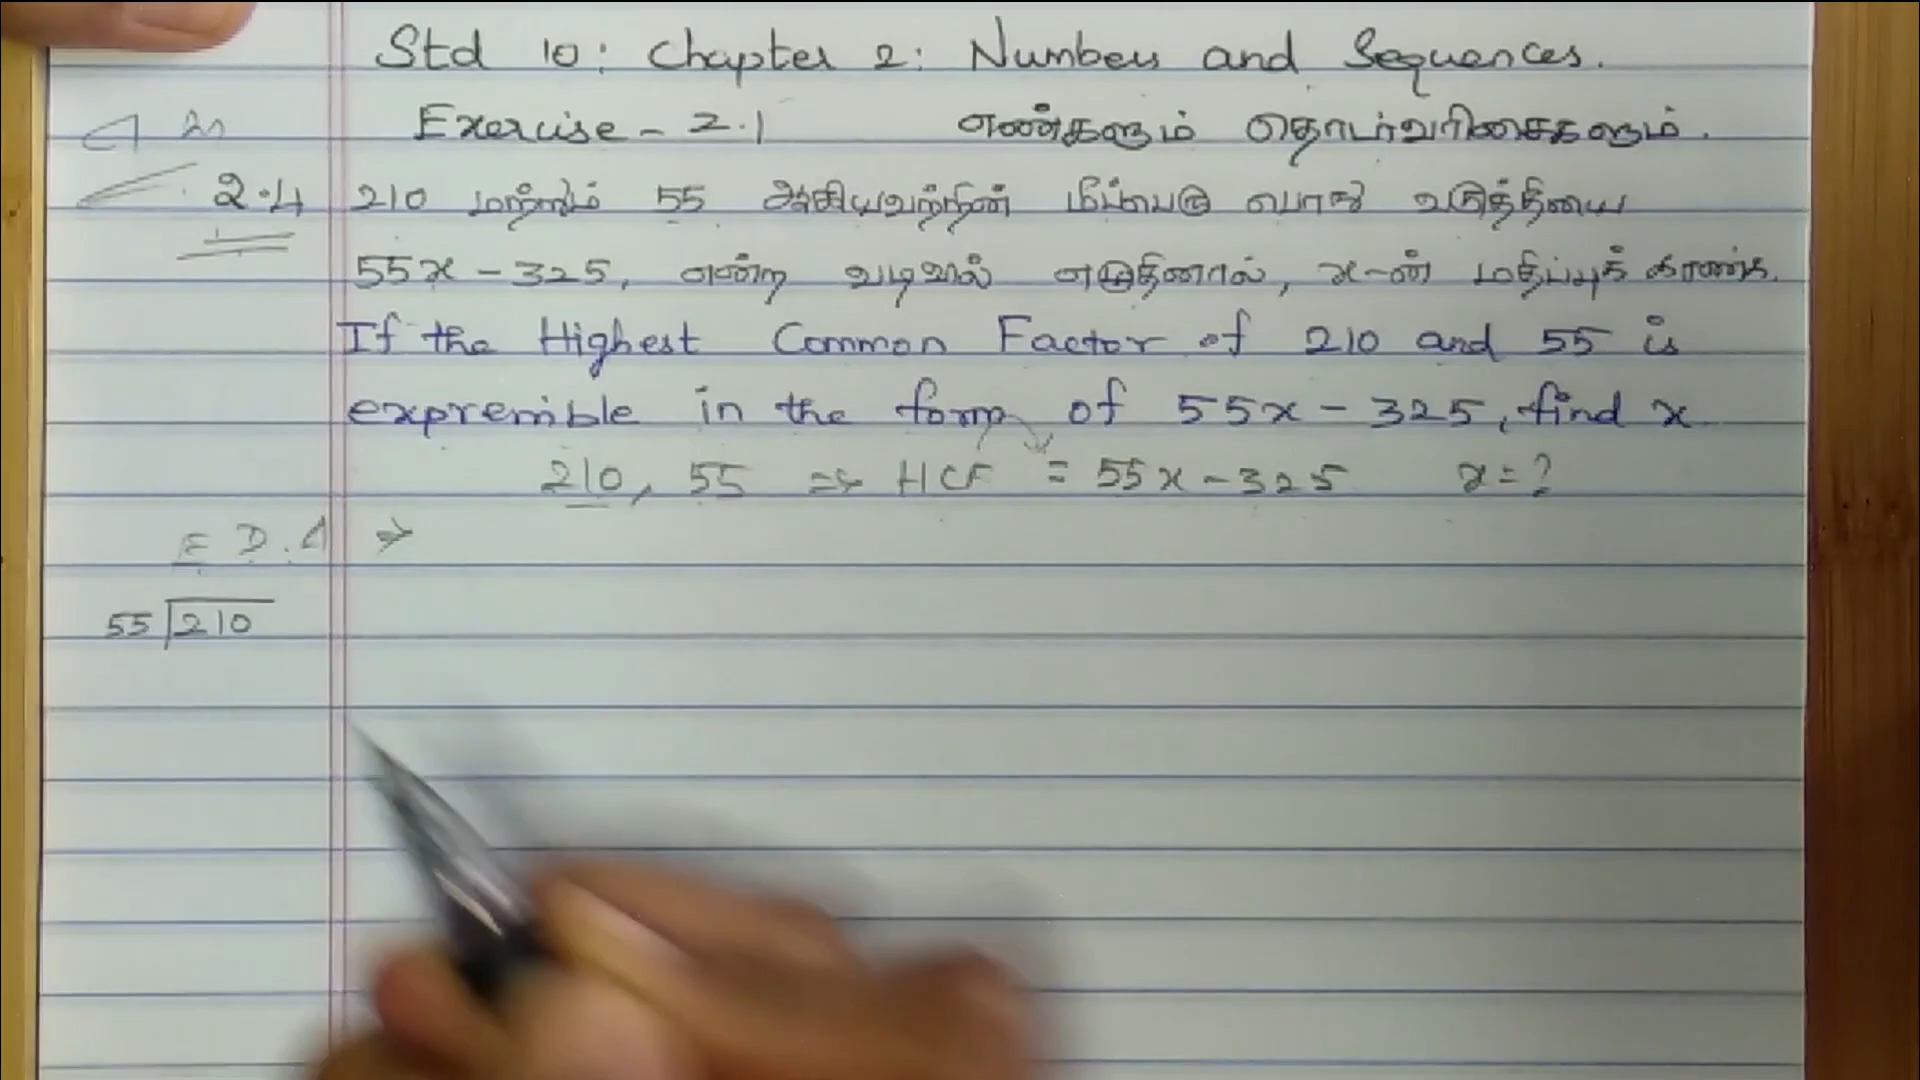 Std 10: Chapter 2: Numbers and Sequences.
Exercise - 2.1 எண்களும் தொடர்வரிசைகளும்.
2.4 210 மற்றும் 55 ஆகியவற்றின் மீப்பெரு பொது வகுத்தியை
55x - 325, என்ற வடிவில் எழுதினால், x-ன் மதிப்புக் காண்க.
If the Highest Common Factor of 210 and 55 is
expressible in the form of 55x - 325, find x
210, 55 ⇒ HCF = 55x - 325 x = ?
E.D.A ⇒
55 210